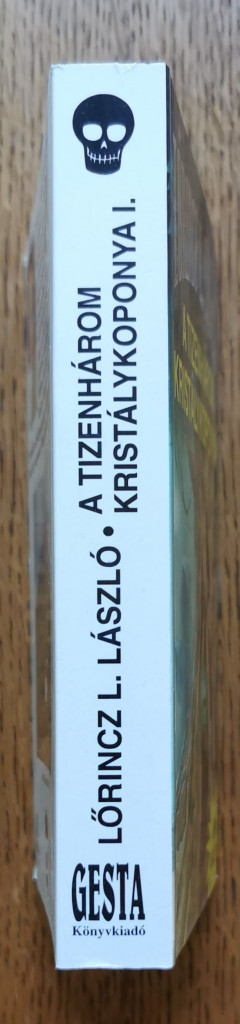 LŐRINCZ L. LÁSZLÓ • A TIZENHÁROM
KRISTÁLYKOPONYA I.
GESTA
Könyvkiadó